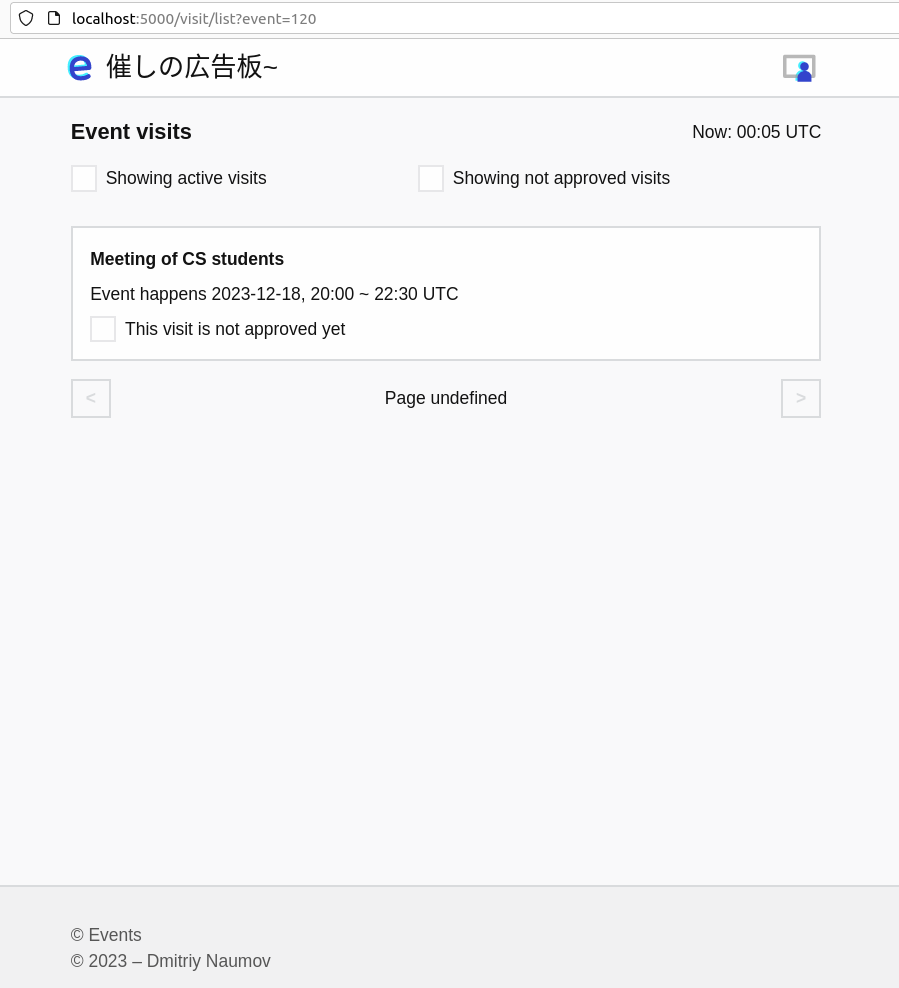 localhost:5000/visit/list?event=120
e 催しの広告板~
Event visits
Now: 00:05 UTC
Showing active visits
Showing not approved visits
Meeting of CS students
Event happens 2023-12-18, 20:00 ~ 22:30 UTC
This visit is not approved yet
< Page undefined >
© Events
© 2023 – Dmitriy Naumov